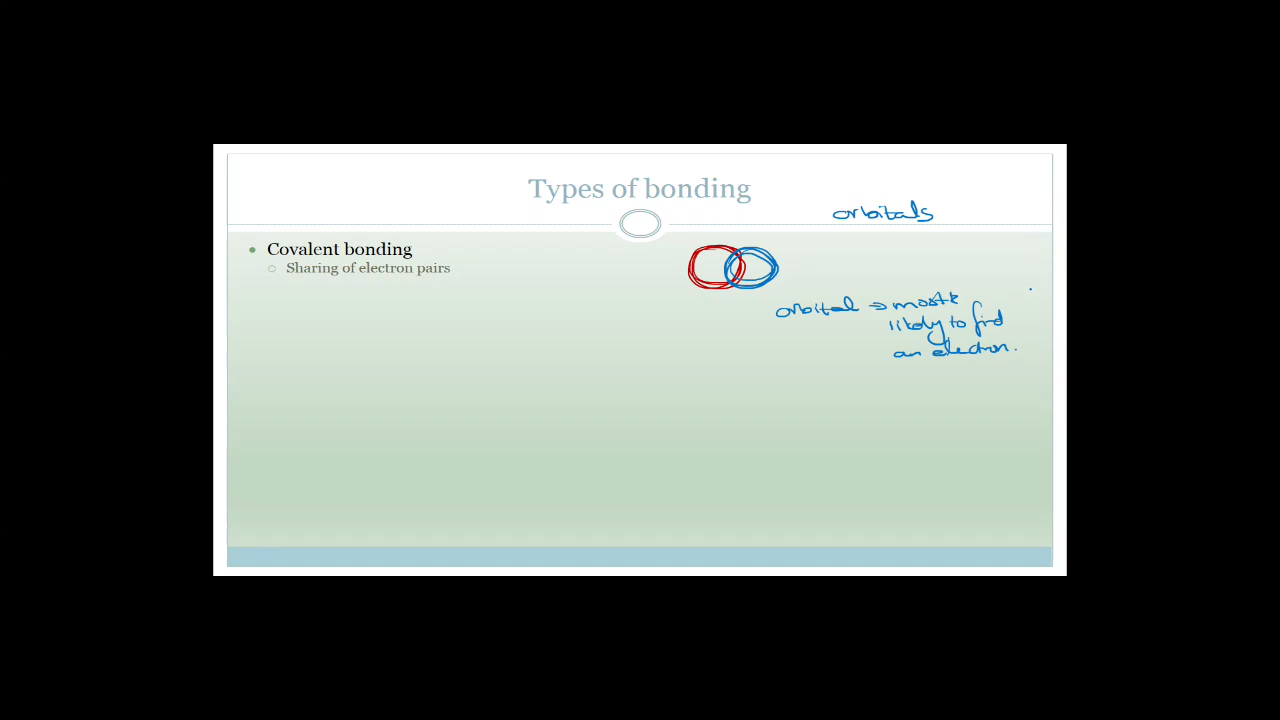 Types of bonding
orbitals
Covalent bonding
Sharing of electron pairs
orbital ⇒ most
likely to find
an electron.